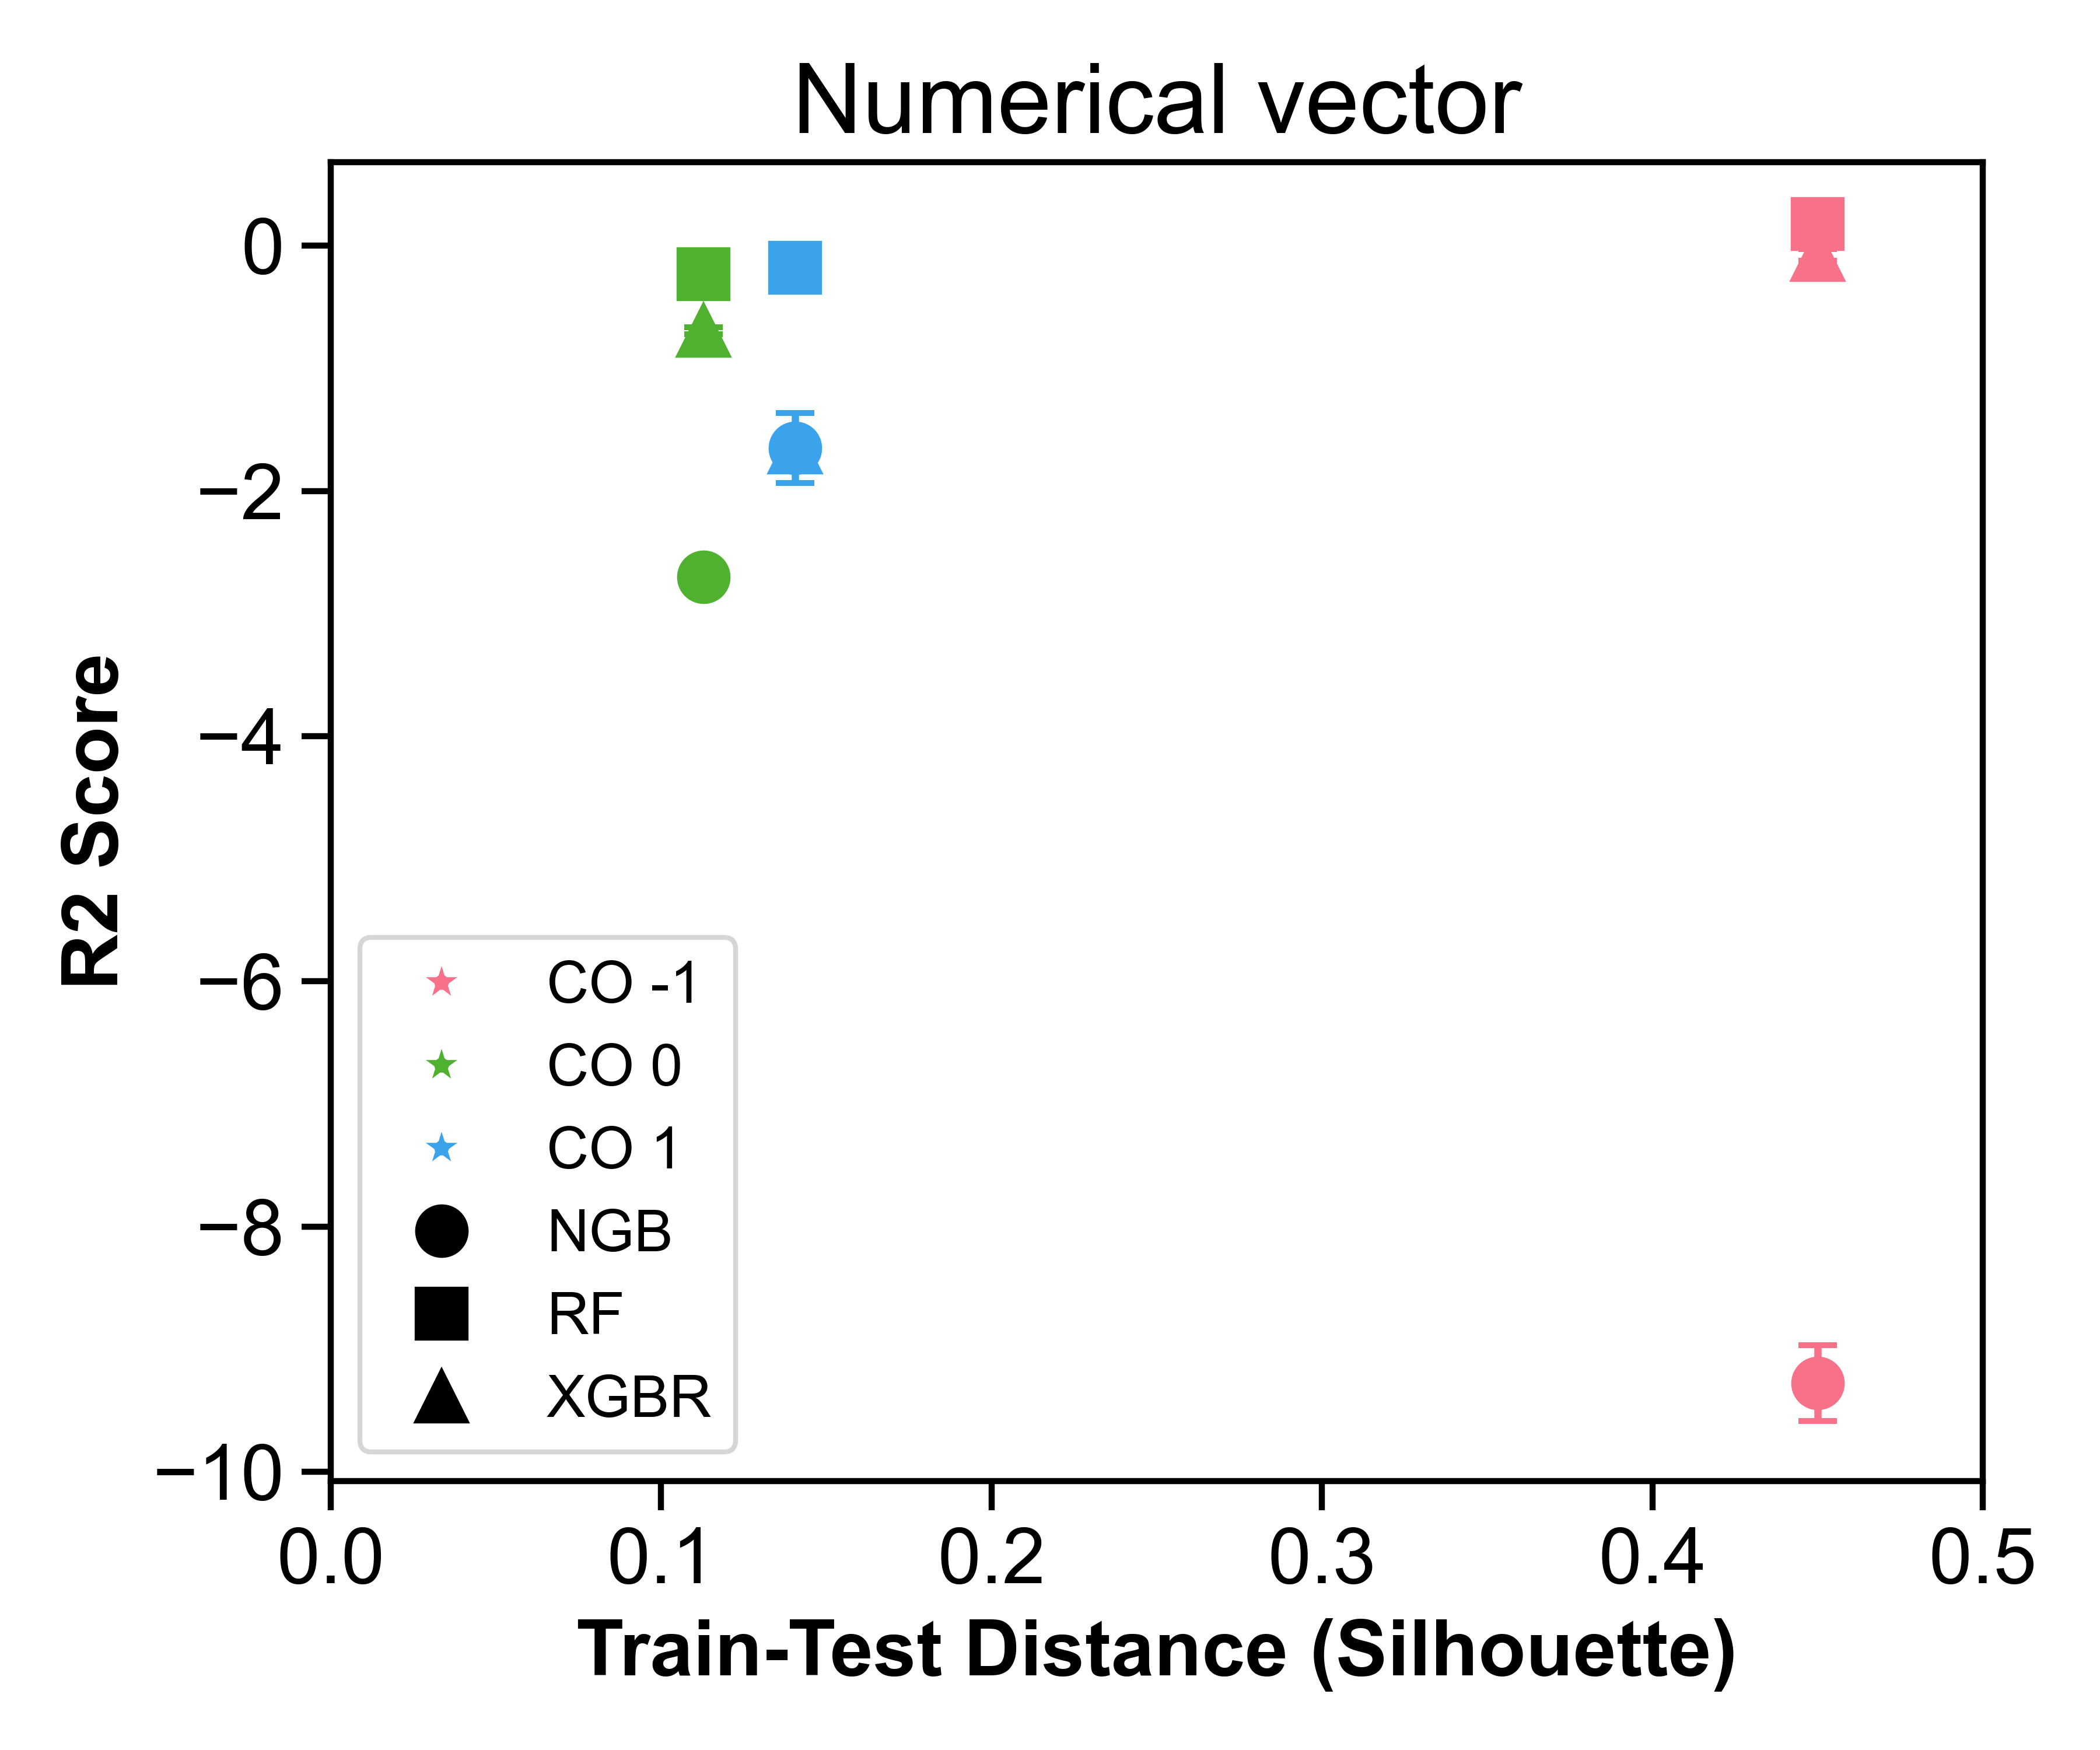 Numerical vector
R2 Score
0
−2
−4
−6
−8
−10
CO -1
CO 0
CO 1
NGB
RF
XGBR
0.0 0.1 0.2 0.3 0.4 0.5
Train-Test Distance (Silhouette)